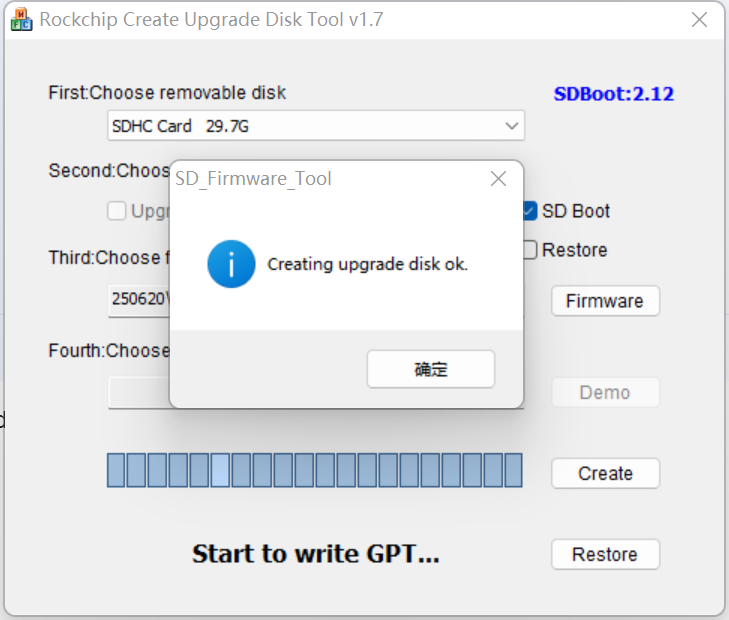 Rockchip Create Upgrade Disk Tool v1.7
First:Choose removable disk
SDBoot:2.12
SDHC Card 29.7G
Second:Choos
SD_Firmware_Tool
Upgr
SD Boot
Restore
Creating upgrade disk ok.
Third:Choose f
250620
Firmware
Fourth:Choose
确定
Demo
Create
Start to write GPT...
Restore